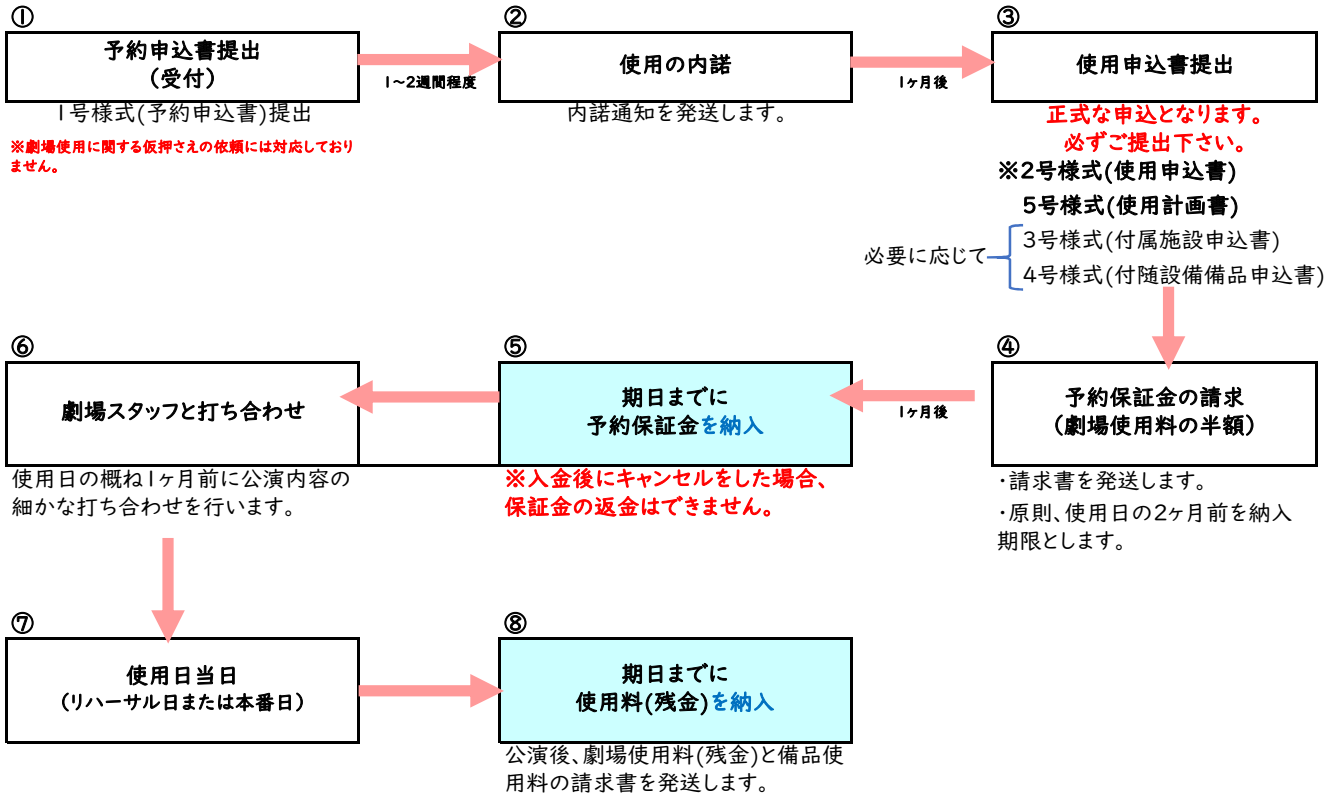 ①
予約申込書提出
(受付)
1～2週間程度
1号様式(予約申込書)提出
※劇場使用に関する仮押さえの依頼には対応しており
ません。
②
使用の内諾
1ヶ月後
内諾通知を発送します。
③
使用申込書提出
正式な申込となります。
必ずご提出下さい。
※2号様式(使用申込書)
5号様式(使用計画書)
必要に応じて
3号様式(付属施設申込書)
4号様式(付随設備備品申込書)
④
予約保証金の請求
(劇場使用料の半額)
・請求書を発送します。
・原則、使用日の2ヶ月前を納入
期限とします。
1ヶ月後
⑤
期日までに
予約保証金を納入
※入金後にキャンセルをした場合、
保証金の返金はできません。
⑥
劇場スタッフと打ち合わせ
使用日の概ね1ヶ月前に公演内容の
細かな打ち合わせを行います。
⑦
使用日当日
(リハーサル日または本番日)
⑧
期日までに
使用料(残金)を納入
公演後、劇場使用料(残金)と備品使
用料の請求書を発送します。